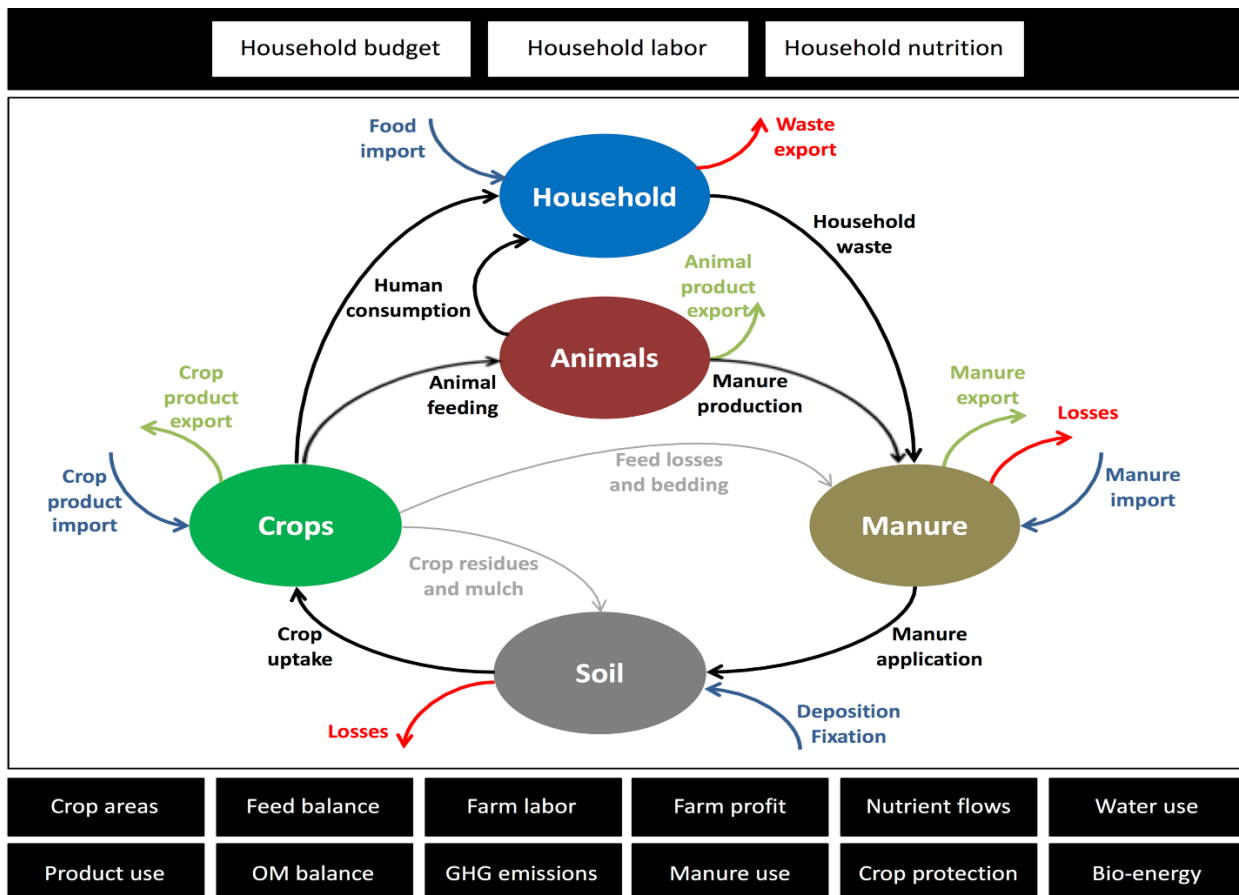 Household budget
Household labor
Household nutrition
Food
import
Waste
export
Household
Household
waste
Animal
product
export
Human
consumption
Animals
Crop
product
export
Animal
feeding
Manure
production
Manure
export
Losses
Feed losses
and bedding
Crop
product
import
Manure
import
Crops
Manure
Crop residues
and mulch
Crop
uptake
Manure
application
Soil
Losses
Deposition
Fixation
Crop areas
Feed balance
Farm labor
Farm profit
Nutrient flows
Water use
Product use
OM balance
GHG emissions
Manure use
Crop protection
Bio-energy